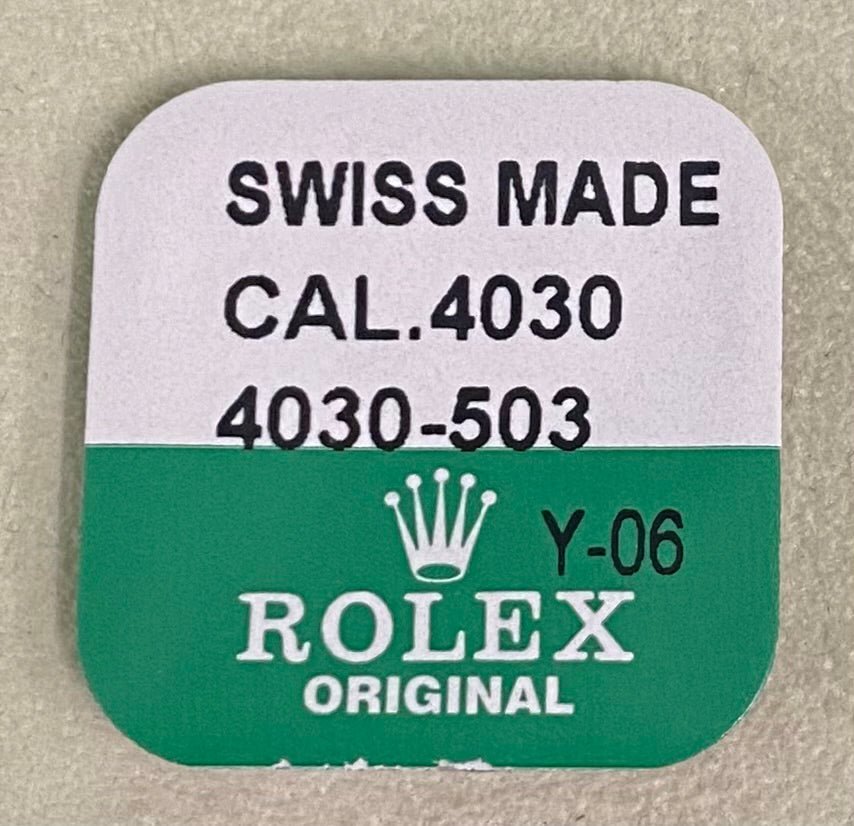 SWISS MADE
CAL.4030
4030-503
Y-06
ROLEX
ORIGINAL